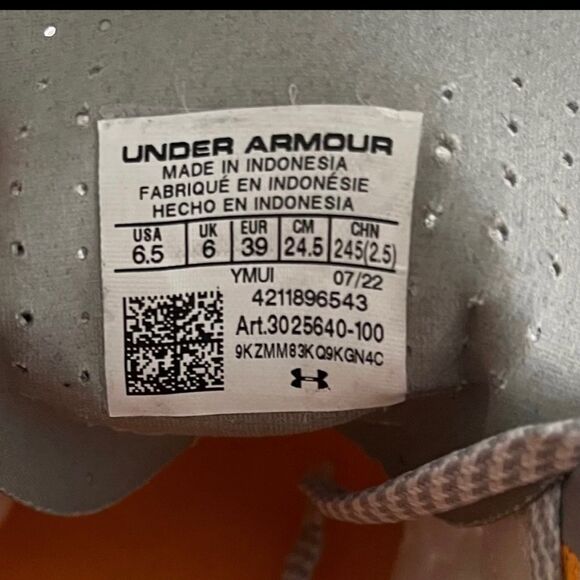 UNDER ARMOUR
MADE IN INDONESIA
FABRIQUÉ EN INDONÉSIE
HECHO EN INDONESIA
USA UK EUR CM CHN
6.5 6 39 24.5 245(2.5)
YMUI 07/22
4211896543
Art.3025640-100
9KZMM83KQ9KGN4C